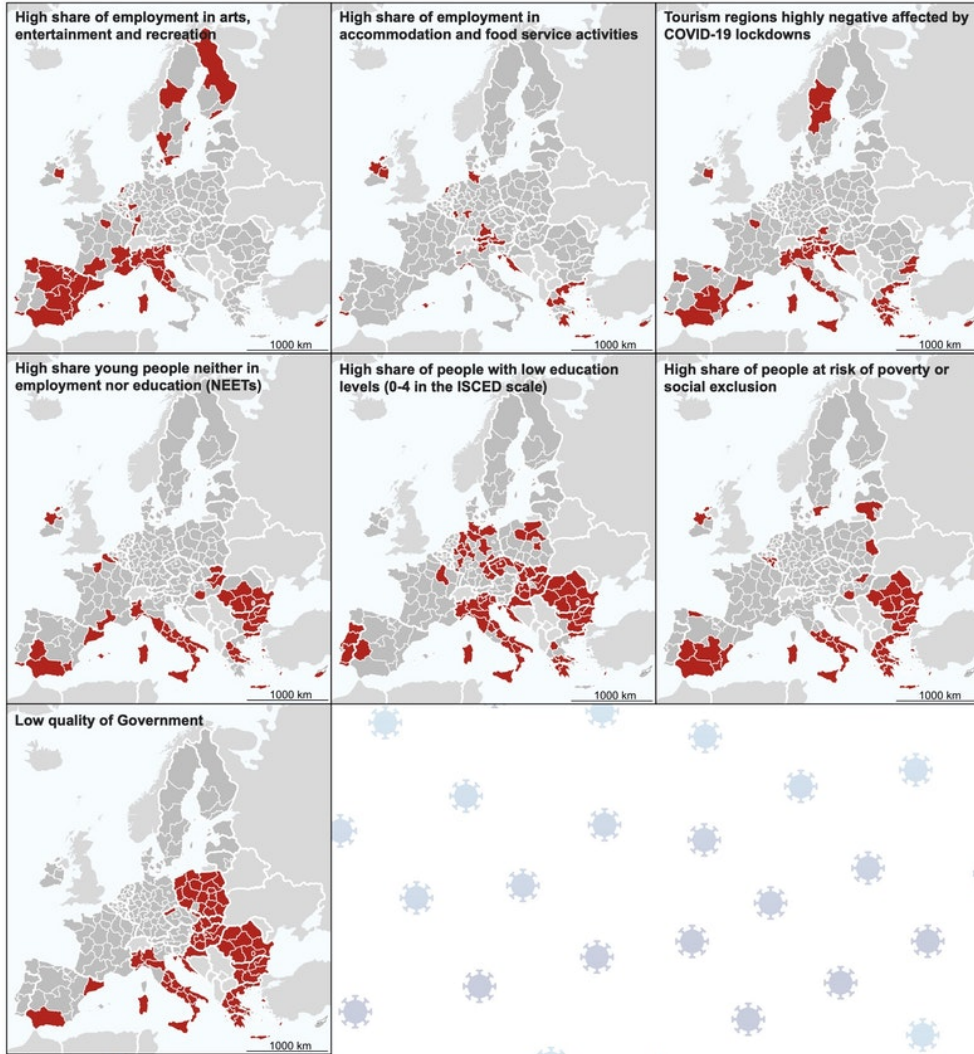 High share of employment in arts,
entertainment and recreation
1000 km
High share of employment in
accommodation and food service activities
1000 km
Tourism regions highly negative affected by
COVID-19 lockdowns
1000 km
High share young people neither in
employment nor education (NEETs)
1000 km
High share of people with low education
levels (0-4 in the ISCED scale)
1000 km
High share of people at risk of poverty or
social exclusion
1000 km
Low quality of Government
1000 km